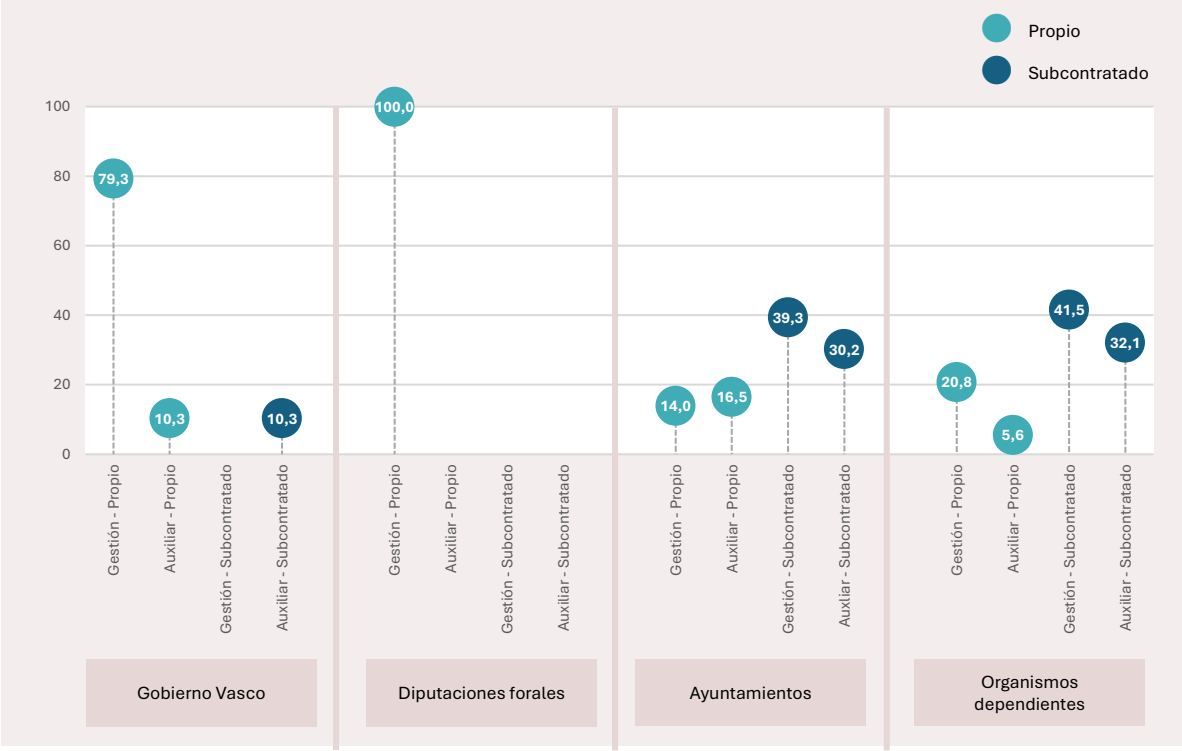 Propio
Subcontratado
100
80
60
40
20
0
79,3
10,3
10,3
100,0
14,0
16,5
39,3
30,2
20,8
5,6
41,5
32,1
Gestión - Propio
Auxiliar - Propio
Gestión - Subcontratado
Auxiliar - Subcontratado
Gestión - Propio
Auxiliar - Propio
Gestión - Subcontratado
Auxiliar - Subcontratado
Gestión - Propio
Auxiliar - Propio
Gestión - Subcontratado
Auxliar - Subcontratado
Gestión - Propio
Auxiliar - Propio
Gestión - Subcontratado
Auxiliar - Subcontratado
Gobierno Vasco
Diputaciones forales
Ayuntamientos
Organismos
dependientes